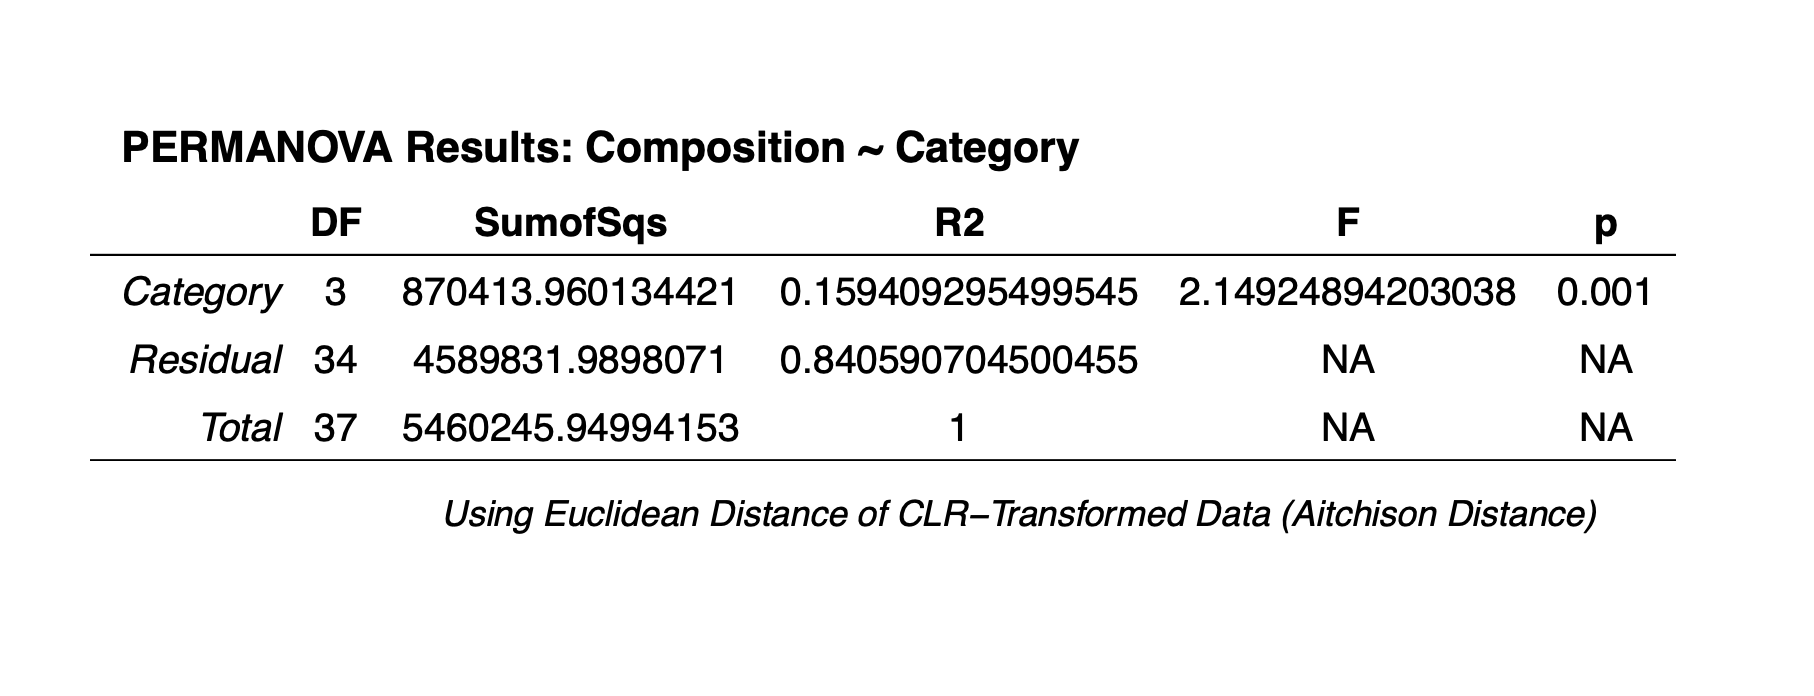 PERMANOVA Results: Composition ~ Category
DF SumofSqs R2 F p
Category 3 870413.960134421 0.159409295499545 2.14924894203038 0.001
Residual 34 4589831.9898071 0.840590704500455 NA NA
Total 37 5460245.94994153 1 NA NA
Using Euclidean Distance of CLR−Transformed Data (Aitchison Distance)